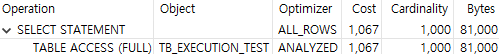 Operation Object Optimizer Cost Cardinality Bytes
SELECT STATEMENT ALL_ROWS 1,067 1,000 81,000
TABLE ACCESS (FULL) TB_EXECUTION_TEST ANALYZED 1,067 1,000 81,000